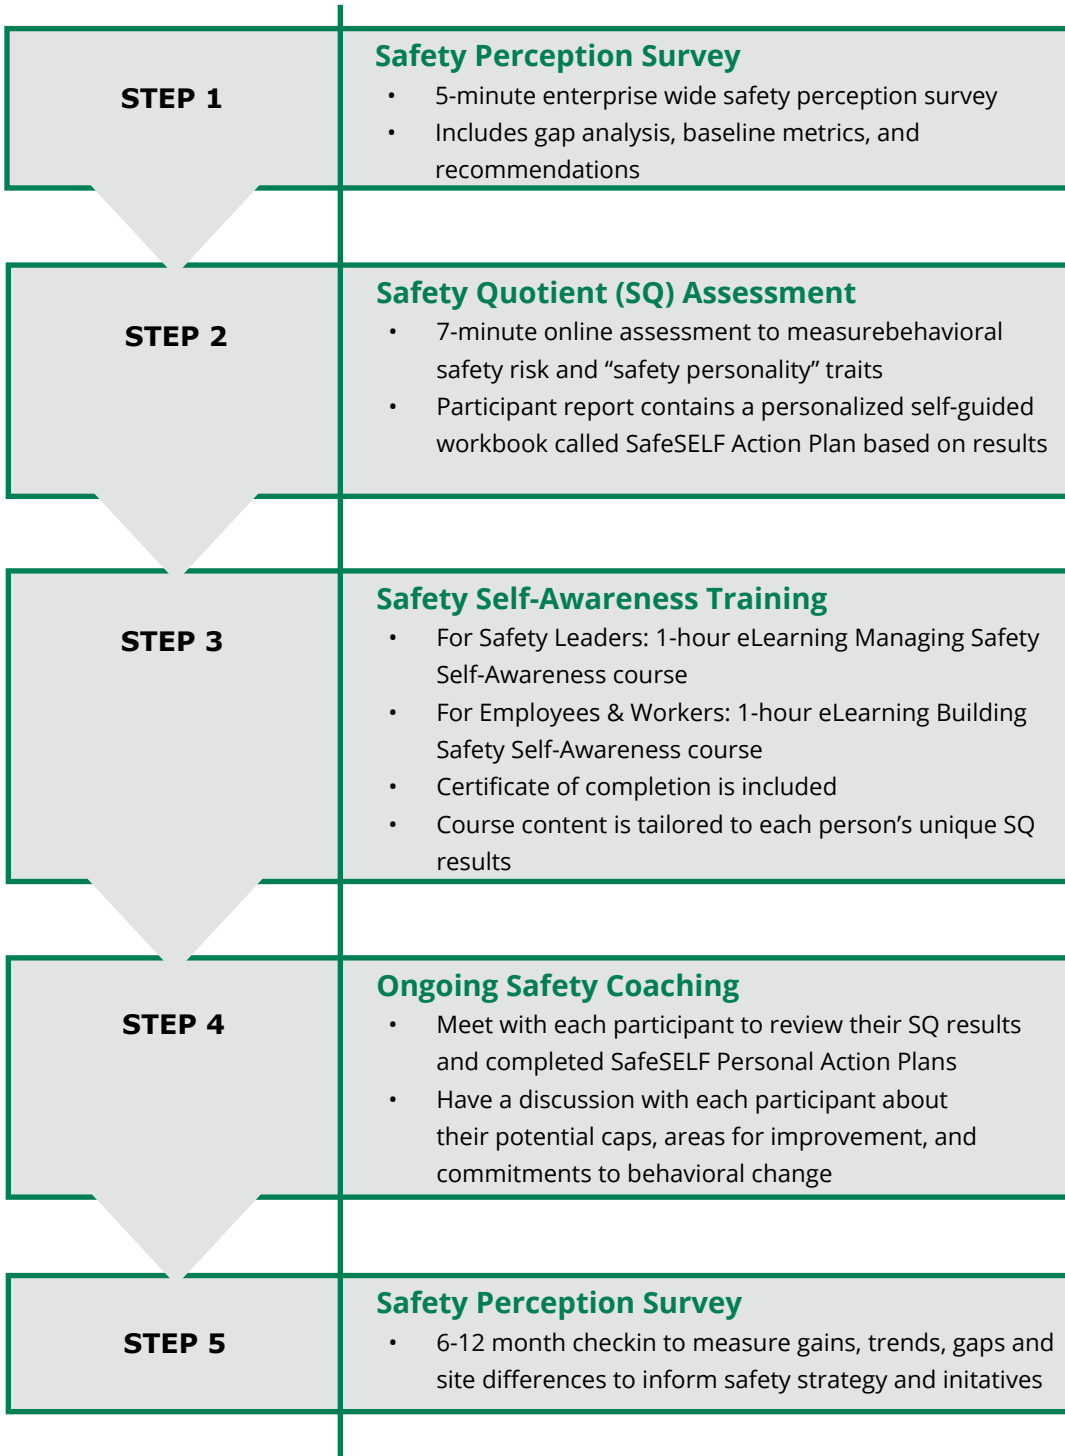 STEP 1
Safety Perception Survey
• 5-minute enterprise wide safety perception survey
• Includes gap analysis, baseline metrics, and
recommendations
STEP 2
Safety Quotient (SQ) Assessment
• 7-minute online assessment to measurebehavioral
safety risk and “safety personality” traits
• Participant report contains a personalized self-guided
workbook called SafeSELF Action Plan based on results
STEP 3
Safety Self-Awareness Training
• For Safety Leaders: 1-hour eLearning Managing Safety
Self-Awareness course
• For Employees & Workers: 1-hour eLearning Building
Safety Self-Awareness course
• Certificate of completion is included
• Course content is tailored to each person’s unique SQ
results
STEP 4
Ongoing Safety Coaching
• Meet with each participant to review their SQ results
and completed SafeSELF Personal Action Plans
• Have a discussion with each participant about
their potential caps, areas for improvement, and
commitments to behavioral change
STEP 5
Safety Perception Survey
• 6-12 month checkin to measure gains, trends, gaps and
site differences to inform safety strategy and initatives